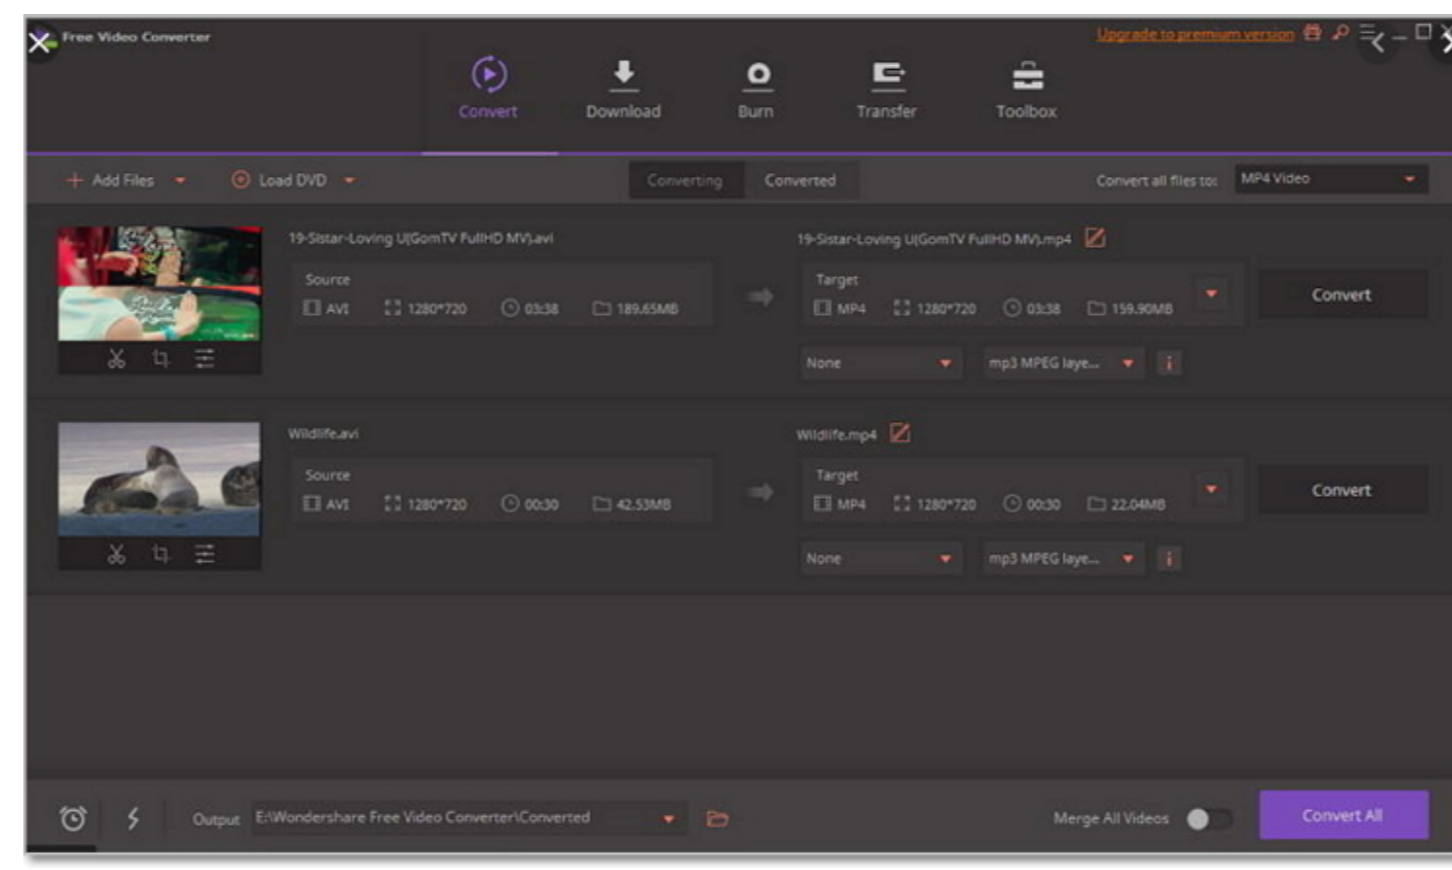 Free Video Converter
Upgrade to premium version
Convert
Download
Burn
Transfer
Toolbox
Add Files
Load DVD
Converting
Converted
Convert all files to:
MP4 Video
19-Sistar-Loving U(GomTV FullHD MV).avi
Source
AVI 1280*720 03:38 189.65MB
19-Sistar-Loving U(GomTV FullHD MV).mp4
Target
MP4 1280*720 03:38 159.90MB
Convert
None
mp3 MPEG laye...
Wildlife.avi
Source
AVI 1280*720 00:30 42.53MB
Wildlife.mp4
Target
MP4 1280*720 00:30 22.04MB
Convert
None
mp3 MPEG laye...
Output E:\Wondershare Free Video Converter\Converted
Merge All Videos
Convert All